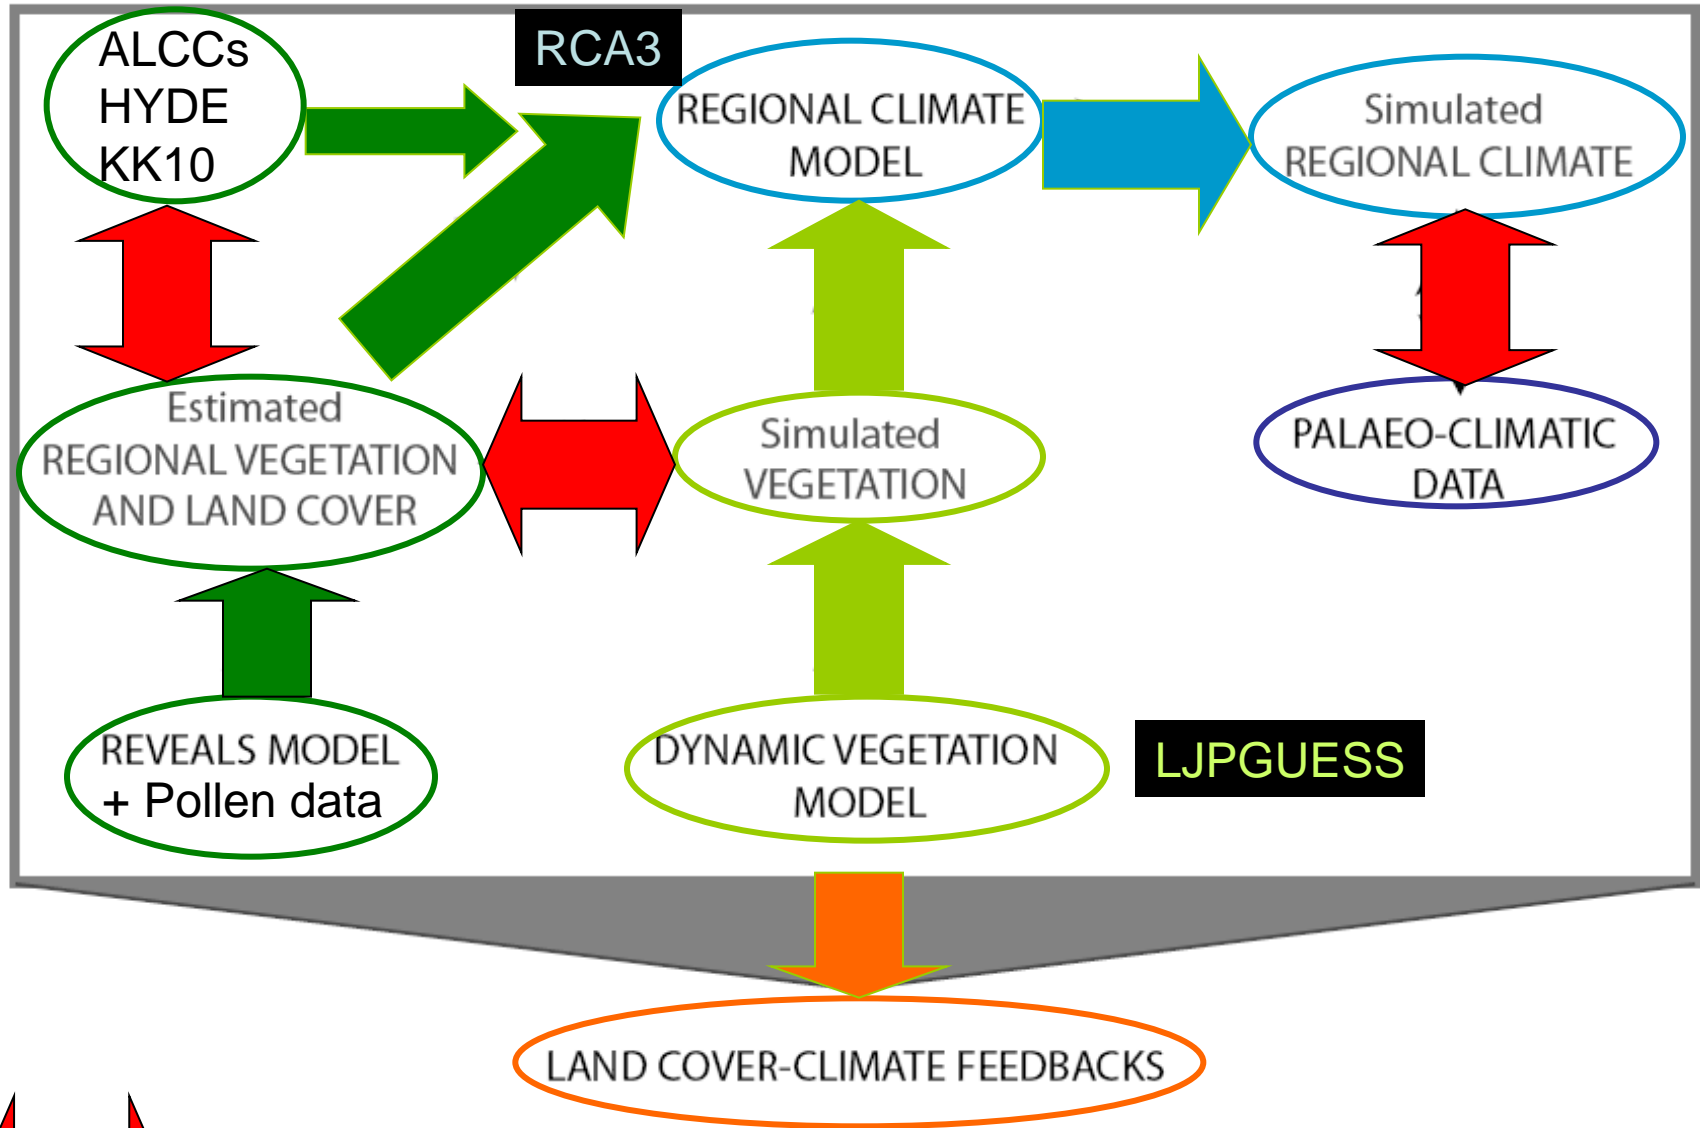 ALCCs
HYDE
KK10
RCA3
REGIONAL CLIMATE
MODEL
Simulated
REGIONAL CLIMATE
Estimated
REGIONAL VEGETATION
AND LAND COVER
Simulated
VEGETATION
PALAEO-CLIMATIC
DATA
REVEALS MODEL
+ Pollen data
DYNAMIC VEGETATION
MODEL
LJPGUESS
LAND COVER-CLIMATE FEEDBACKS